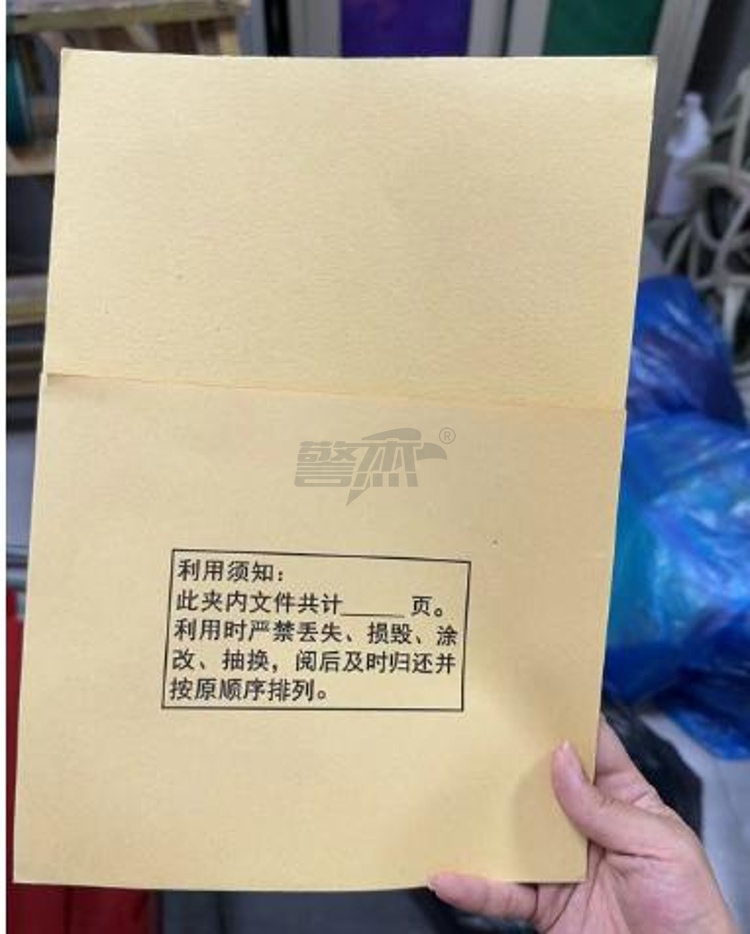 警杰®
利用须知：
此夹内文件共计_____页。
利用时严禁丢失、损毁、涂
改、抽换，阅后及时归还并
按原顺序排列。